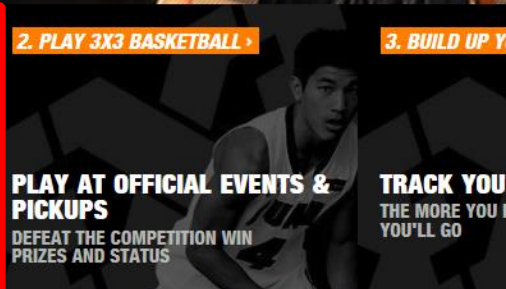 2. PLAY 3X3 BASKETBALL ›
PLAY AT OFFICIAL EVENTS &
PICKUPS
DEFEAT THE COMPETITION WIN
PRIZES AND STATUS
4
3. BUILD UP
TRACK YOU
THE MORE YOU
YOU'LL GO